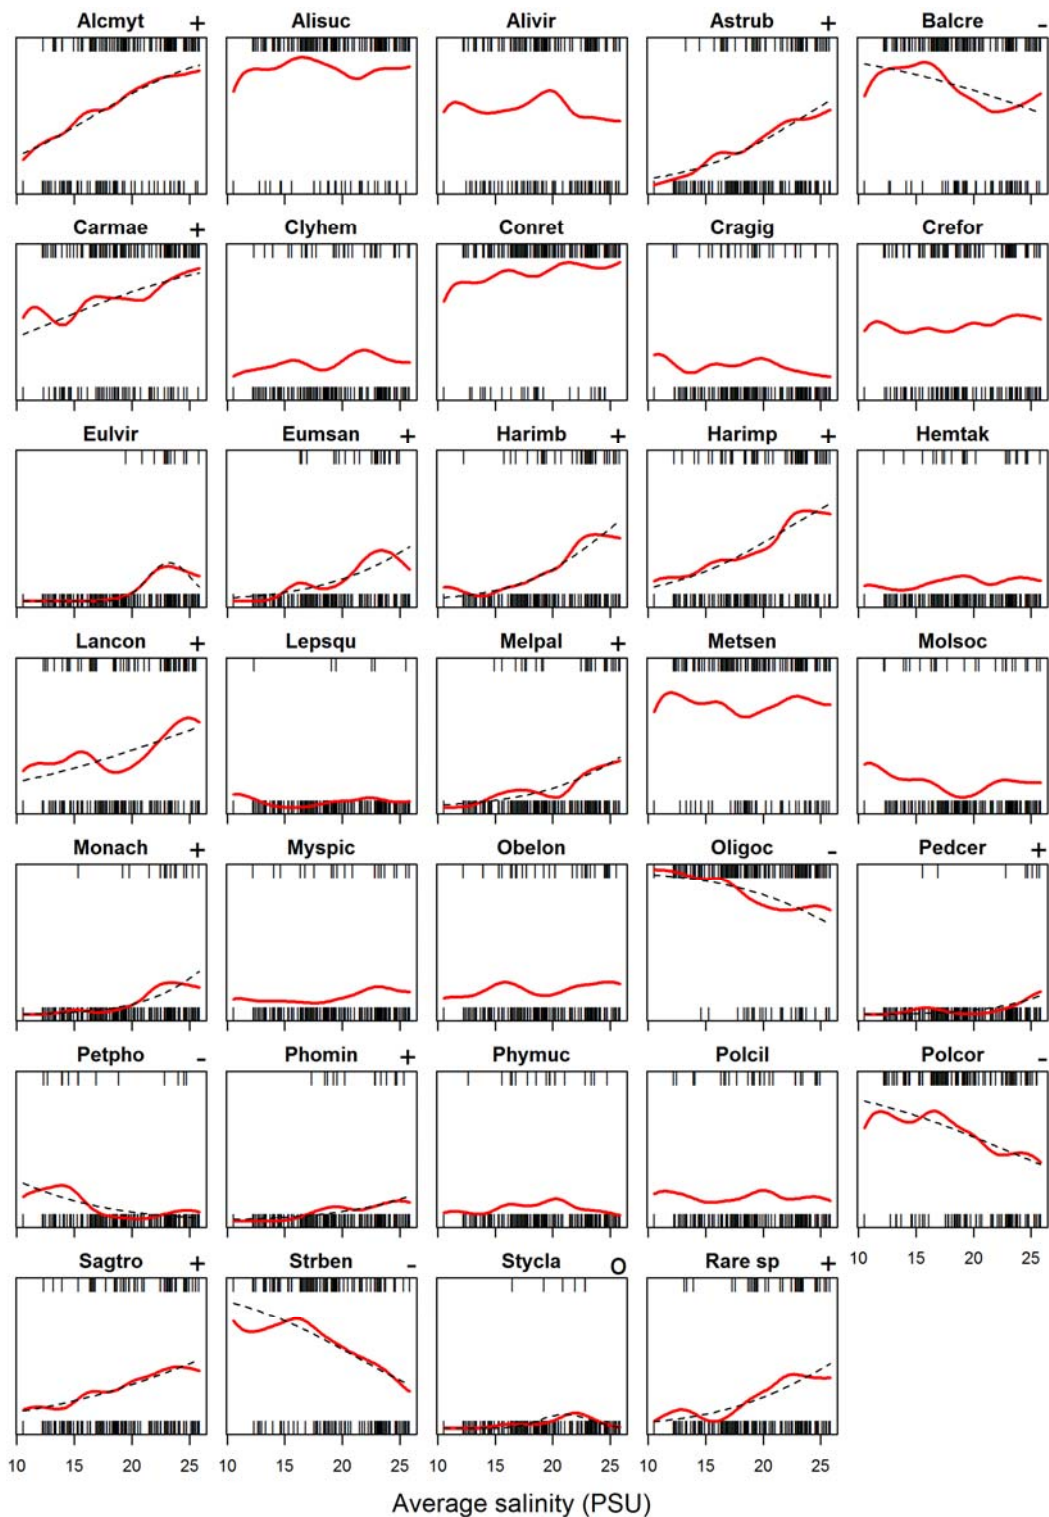 Alcmyt + Alisuc Alivir Astrub + Balcre -
Carmae + Clyhem Conret Cragig Crefor
Eulvir Eumsan + Harimb + Harimp + Hemtak
Lancon + Lepsqu Melpal + Metsen Molsoc
Monach + Myspic Obelon Oligoc - Pedcer +
Petpho - Phomin + Phymuc Polcil Polcor -
10 15 20 25
Sagtro + Strben - Stycla O Rare sp +
10 15 20 25 10 15 20 25 10 15 20 25 10 15 20 25
Average salinity (PSU)